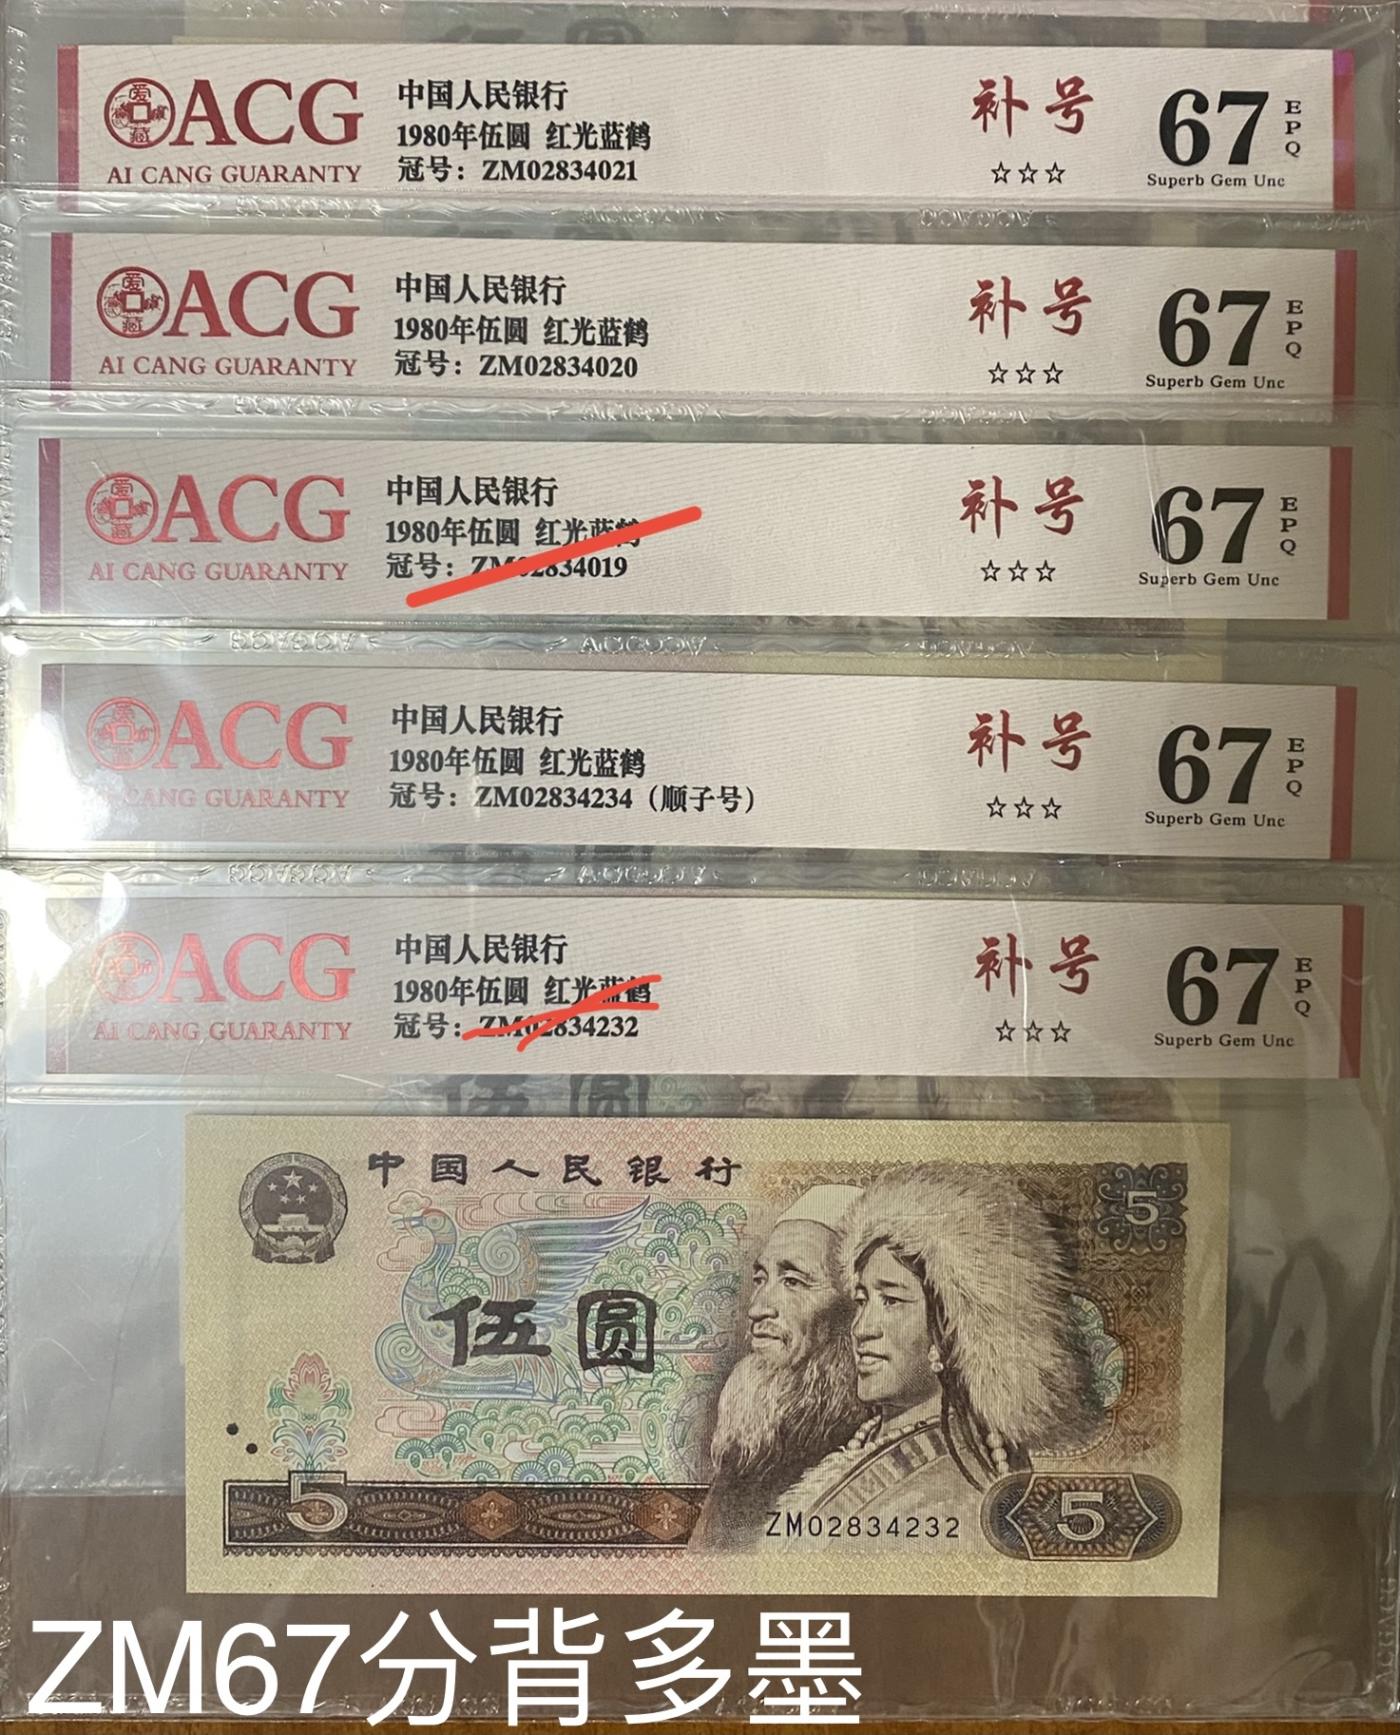 ACG
AI CANG GUARANTY
中国人民银行
1980年伍圆 红光蓝鹤
冠号：ZM02834021
补号
☆☆☆
67
EPQ
Superb Gem Unc
ACG
AI CANG GUARANTY
中国人民银行
1980年伍圆 红光蓝鹤
冠号：ZM02834020
补号
☆☆☆
67
EPQ
Superb Gem Unc
ACG
AI CANG GUARANTY
中国人民银行
1980年伍圆 红光蓝鹤
冠号：ZM02834019
补号
☆☆☆
67
EPQ
Superb Gem Unc
ACG
AI CANG GUARANTY
中国人民银行
1980年伍圆 红光蓝鹤
冠号：ZM02834234（顺子号）
补号
☆☆☆
67
EPQ
Superb Gem Unc
ACG
AI CANG GUARANTY
中国人民银行
1980年伍圆 红光蓝鹤
冠号：ZM02834232
补号
☆☆☆
67
EPQ
Superb Gem Unc
中国人民银行
5
伍圆
5
ZM02834232
5
ZM67分背多墨